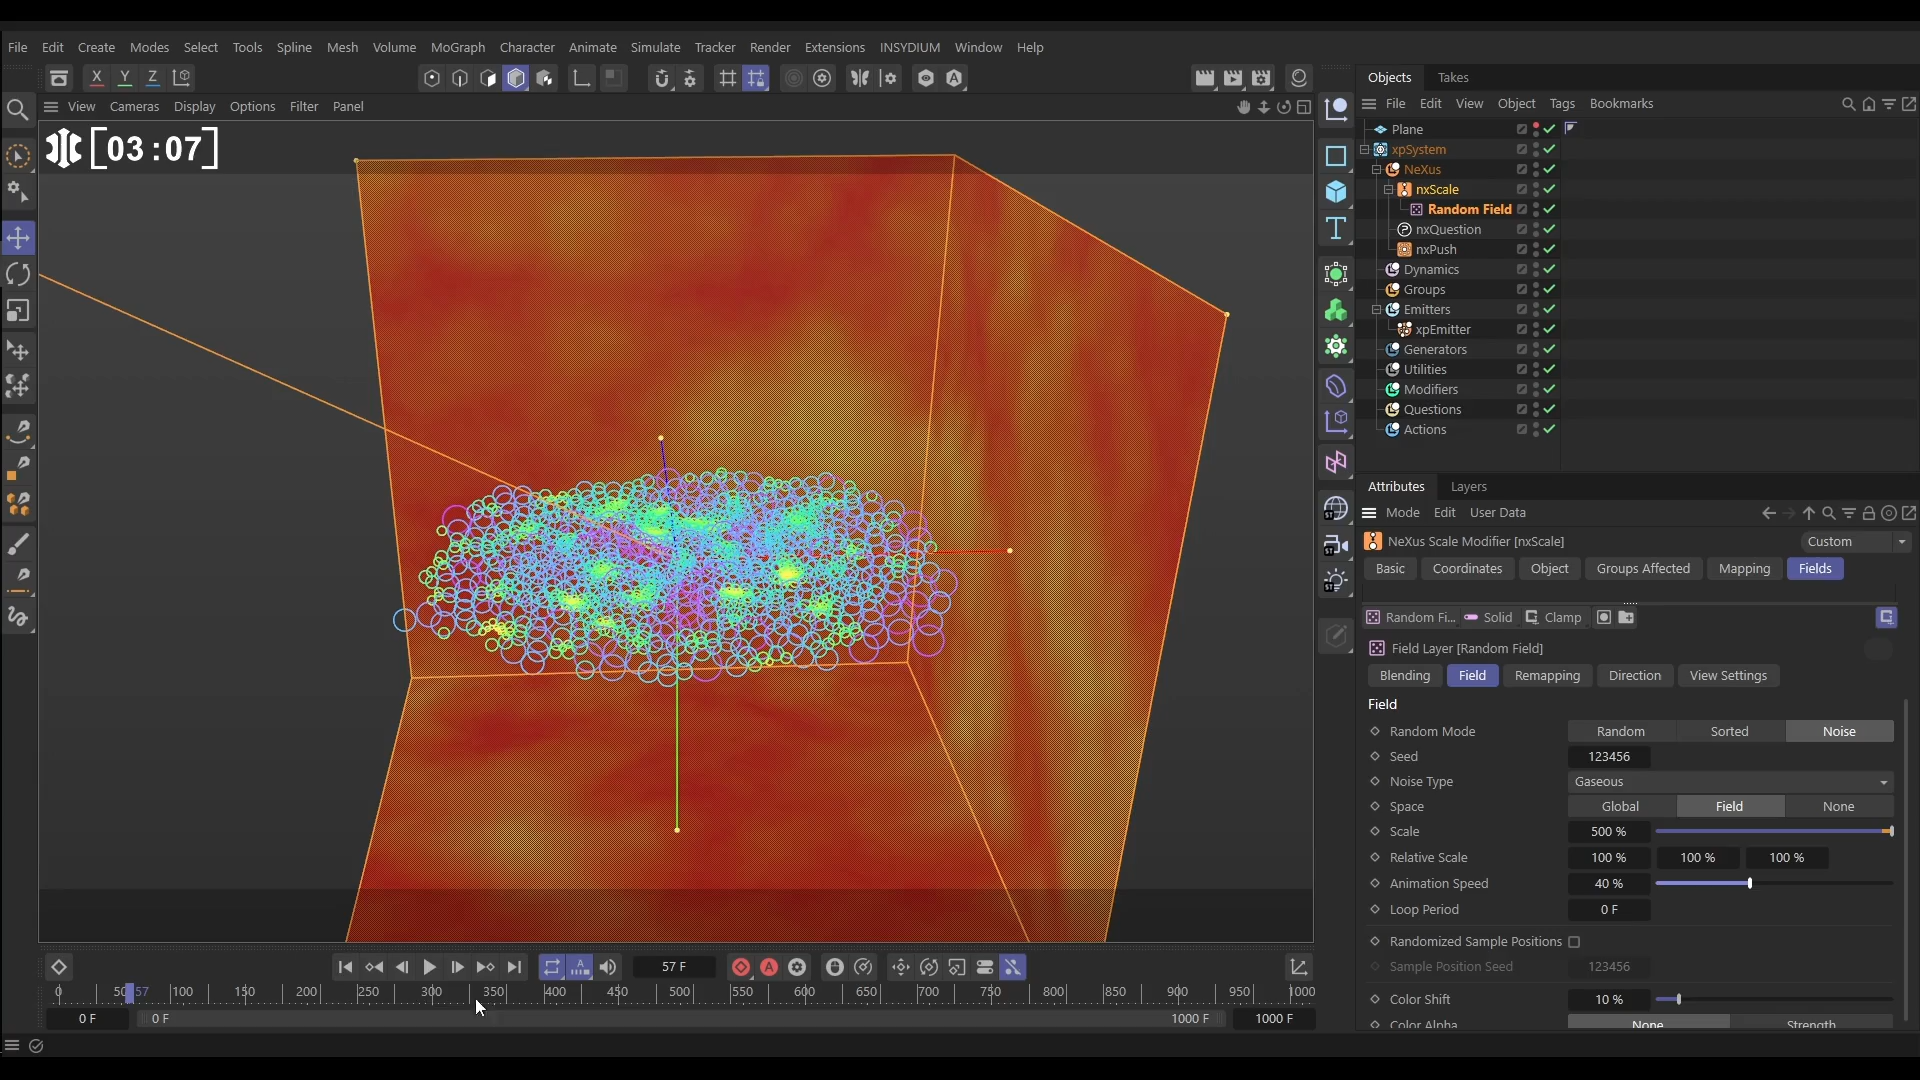 File Edit Create Modes Select Tools Spline Mesh Volume MoGraph Character Animate Simulate Tracker Render Extensions INSYDIUM Window Help
X Y Z
Objects Takes
View Cameras Display Options Filter Panel
File Edit View Object Tags Bookmarks
[03:07]
Plane
xpSystem
NeXus
nxScale
Random Field
nxQuestion
nxPush
Dynamics
Groups
Emitters
xpEmitter
Generators
Utilities
Modifiers
Questions
Actions
Attributes Layers
Mode Edit User Data
NeXus Scale Modifier [nxScale]
Custom
Basic Coordinates Object Groups Affected Mapping Fields
Random Fi... Solid Clamp
Field Layer [Random Field]
Blending Field Remapping Direction View Settings
Field
Random Mode Random Sorted Noise
Seed 123456
Noise Type Gaseous
Space Global Field None
Scale 500 %
Relative Scale 100 % 100 % 100 %
Animation Speed 40 %
Loop Period 0 F
Randomized Sample Positions
Sample Position Seed 123456
Color Shift 10 %
Color Alpha None Strength
57 F
0 50 57 100 150 200 250 300 350 400 450 500 550 600 650 700 750 800 850 900 950 1000
0 F 0 F 1000 F 1000 F